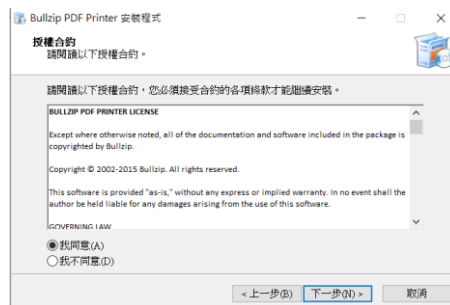 Bullzip PDF Printer 安裝程式
授權合約
請閱讀以下授權合約。
請閱讀以下授權合約,您必須接受合約的各項條款才能繼續安裝。
BULLZIP PDF PRINTER LICENSE
Except where otherwise noted, all of the documentation and software included in the package is
copyrighted by Bullzip.
Copyright © 2002-2015 Bullzip. All rights reserved.
This software is provided "as-is," without any express or implied warranty. In no event shall the
author be held liable for any damages arising from the use of this software.
GOVERNING LAW
我同意(A)
我不同意(D)
<上一步(B) 下一步(N)> 取消